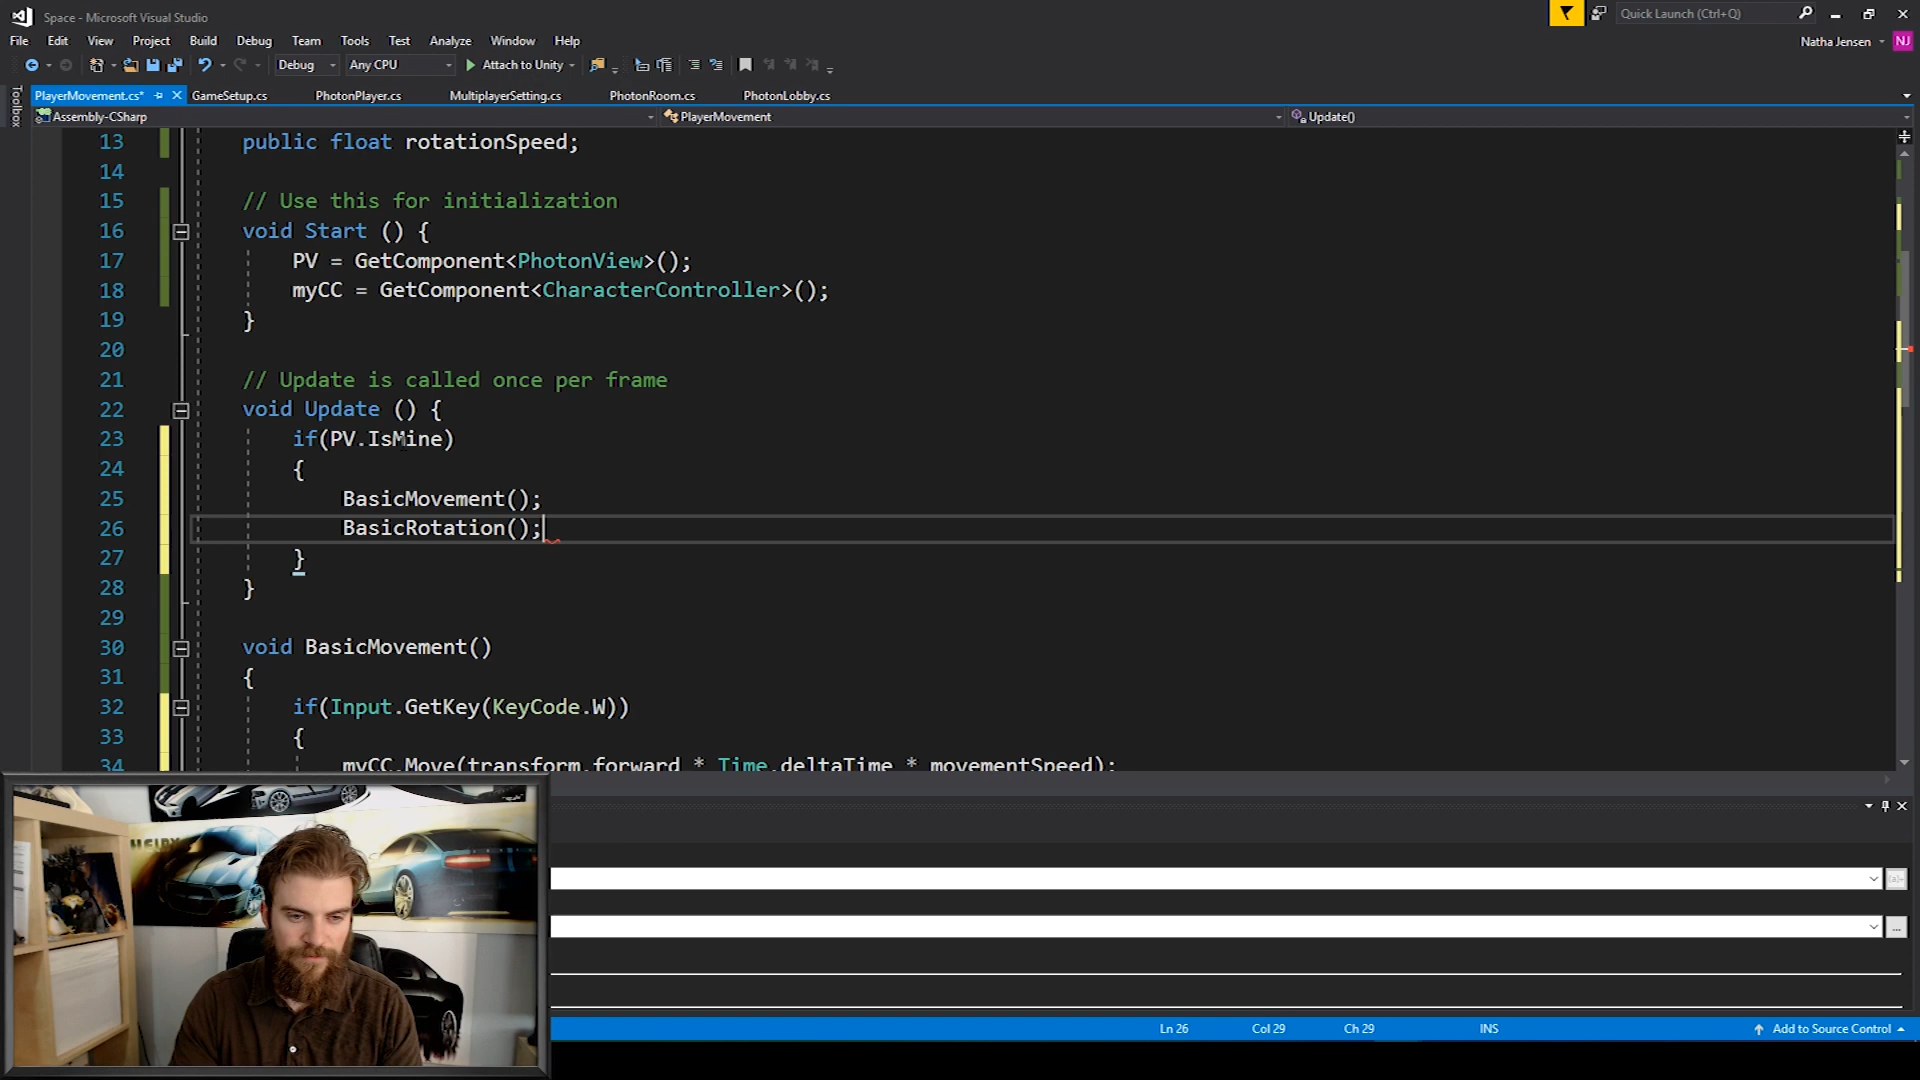 Space - Microsoft Visual Studio
Quick Launch (Ctrl+Q)
File Edit View Project Build Debug Team Tools Test Analyze Window Help
Natha Jensen NJ
Debug Any CPU Attach to Unity
Toolbox
PlayerMovement.cs* GameSetup.cs PhotonPlayer.cs MultiplayerSetting.cs PhotonRoom.cs PhotonLobby.cs
Assembly-CSharp PlayerMovement Update()
13 public float rotationSpeed;
14
15 // Use this for initialization
16 void Start () {
17 PV = GetComponent<PhotonView>();
18 myCC = GetComponent<CharacterController>();
19 }
20
21 // Update is called once per frame
22 void Update () {
23 if(PV.IsMine)
24 {
25 BasicMovement();
26 BasicRotation();
27 }
28 }
29
30 void BasicMovement()
31 {
32 if(Input.GetKey(KeyCode.W))
33 {
34 myCC.Move(transform.forward * Time.deltaTime * movementSpeed);
Ln 26 Col 29 Ch 29 INS Add to Source Control